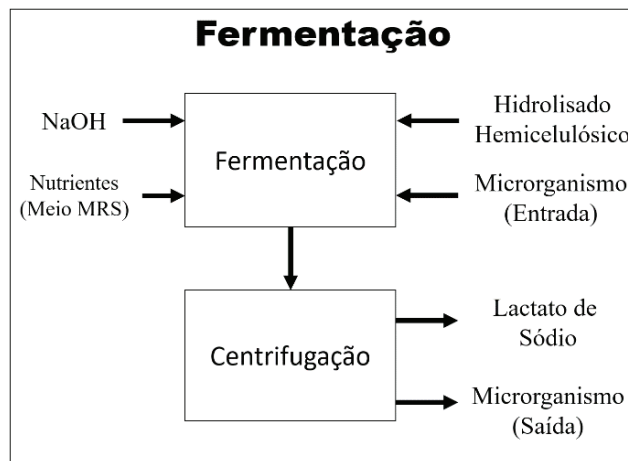 Fermentação
NaOH
Hidrolisado
Hemicelulósico
Fermentação
Nutrientes
(Meio MRS)
Microrganismo
(Entrada)
Lactato de
Sódio
Centrifugação
Microrganismo
(Saída)